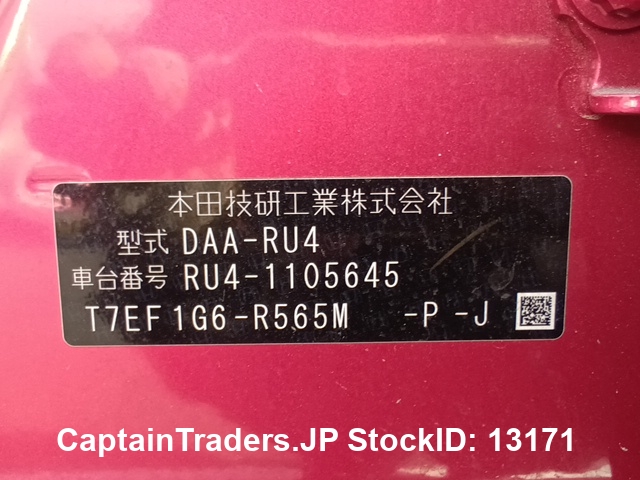 本田技研工業株式会社
型式 DAA-RU4
車台番号 RU4-1105645
T7EF1G6-R565M -P -J
CaptainTraders.JP StockID: 13171